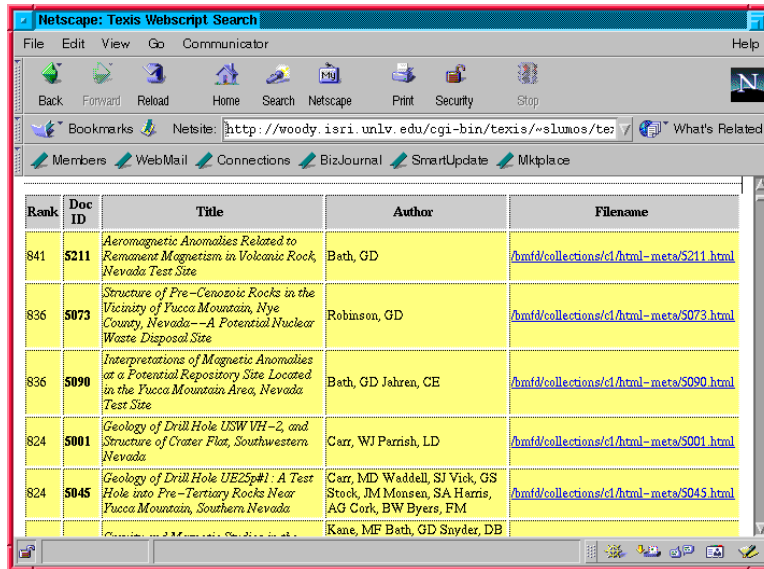 Netscape: Texis Webscript Search
File Edit View Go Communicator Help
Back Forward Reload Home Search Netscape Print Security Stop
My
N
Bookmarks Netsite: http://woody.isri.unlv.edu/cgi-bin/texis/~slumos/te What's Related
Members WebMail Connections BizJournal SmartUpdate Mktplace
Rank Doc ID Title Author Filename
841 5211 Aeromagnetic Anomalies Related to
Remanent Magnetism in Volcanic Rock,
Nevada Test Site
Bath, GD
/bmfd/collections/c1/html-meta/5211.html
836 5073 Structure of Pre-Cenozoic Rocks in the
Vicinity of Yucca Mountain, Nye
County, Nevada--A Potential Nuclear
Waste Disposal Site
Robinson, GD
/bmfd/collections/c1/html-meta/5073.html
836 5090 Interpretations of Magnetic Anomalies
at a Potential Repository Site Located
in the Yucca Mountain Area, Nevada
Test Site
Bath, GD Jahren, CE
/bmfd/collections/c1/html-meta/5090.html
824 5001 Geology of Drill Hole USW VH-2, and
Structure of Crater Flat, Southwestern
Nevada
Carr, WJ Parrish, LD
/bmfd/collections/c1/html-meta/5001.html
824 5045 Geology of Drill Hole UE25p#1: A Test
Hole into Pre-Tertiary Rocks Near
Yucca Mountain, Southern Nevada
Carr, MD Waddell, SJ Vick, GS
Stock, JM Monsen, SA Harris,
AG Cork, BW Byers, FM
/bmfd/collections/c1/html-meta/5045.html
Gravity and Magnetic Studies in the
Kane, MF Bath, GD Snyder, DB